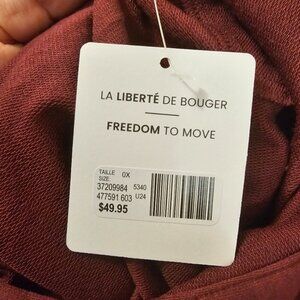 LA LIBERTÉ DE BOUGER
FREEDOM TO MOVE
TAILLE 0X
SIZE
37209984 5340
477591 603 U24
$49.95